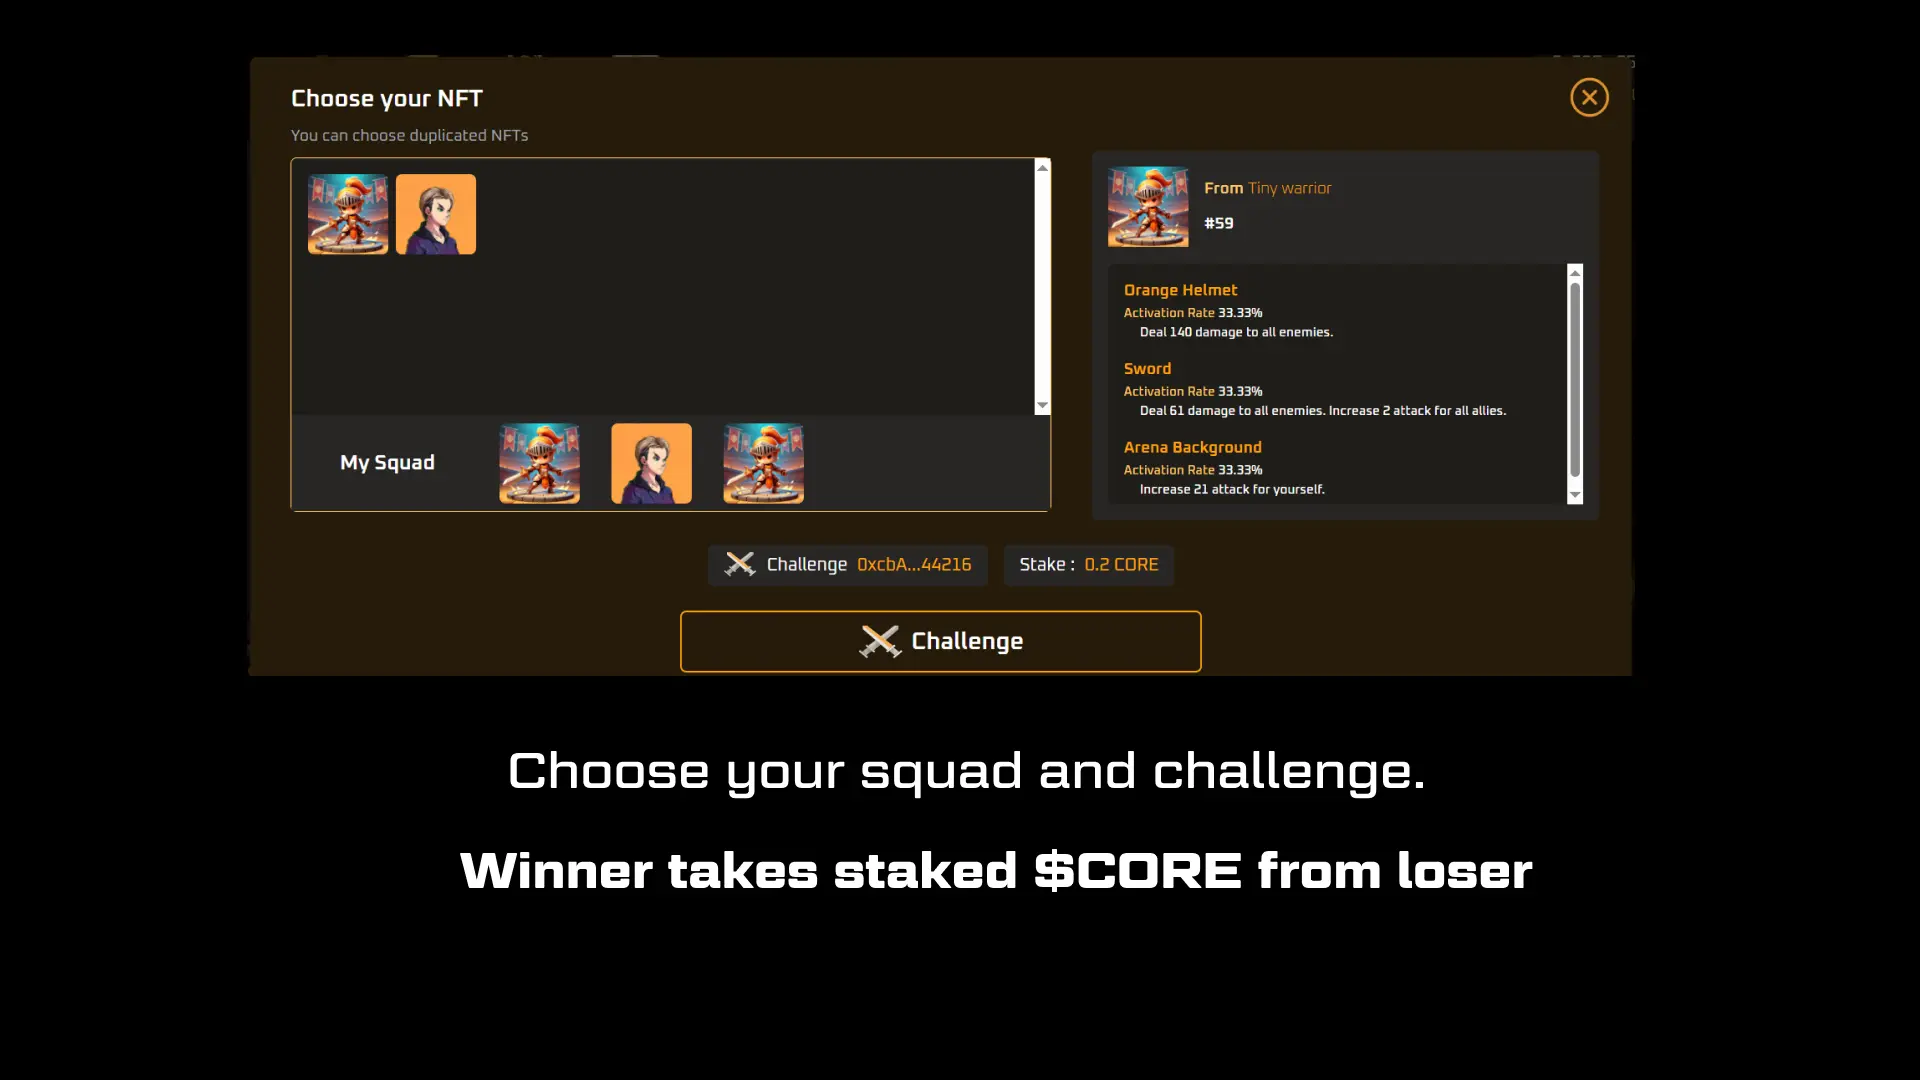 Choose your NFT
You can choose duplicated NFTs
My Squad
From Tiny warrior
#59
Orange Helmet
Activation Rate 33.33%
Deal 140 damage to all enemies.
Sword
Activation Rate 33.33%
Deal 61 damage to all enemies. Increase 2 attack for all allies.
Arena Background
Activation Rate 33.33%
Increase 21 attack for yourself.
Challenge 0xcbA...44216
Stake : 0.2 CORE
Challenge
Choose your squad and challenge.
Winner takes staked $CORE from loser